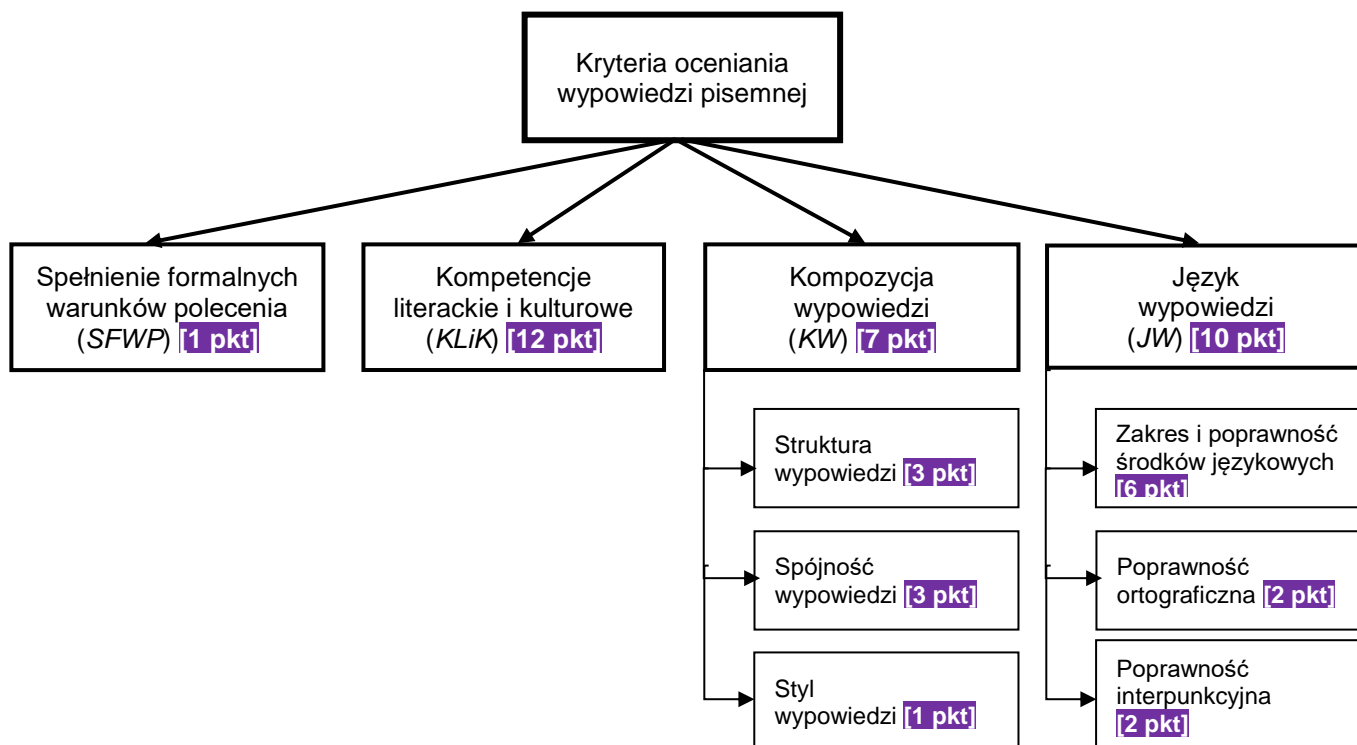 Kryteria oceniania
wypowiedzi pisemnej
Spełnienie formalnych
warunków polecenia
(SFWP) [1 pkt]
Kompetencje
literackie i kulturowe
(KLiK) [12 pkt]
Kompozycja
wypowiedzi
(KW) [7 pkt]
Język
wypowiedzi
(JW) [10 pkt]
Struktura
wypowiedzi [3 pkt]
Spójność
wypowiedzi [3 pkt]
Styl
wypowiedzi [1 pkt]
Zakres i poprawność
środków językowych
[6 pkt]
Poprawność
ortograficzna [2 pkt]
Poprawność
interpunkcyjna
[2 pkt]